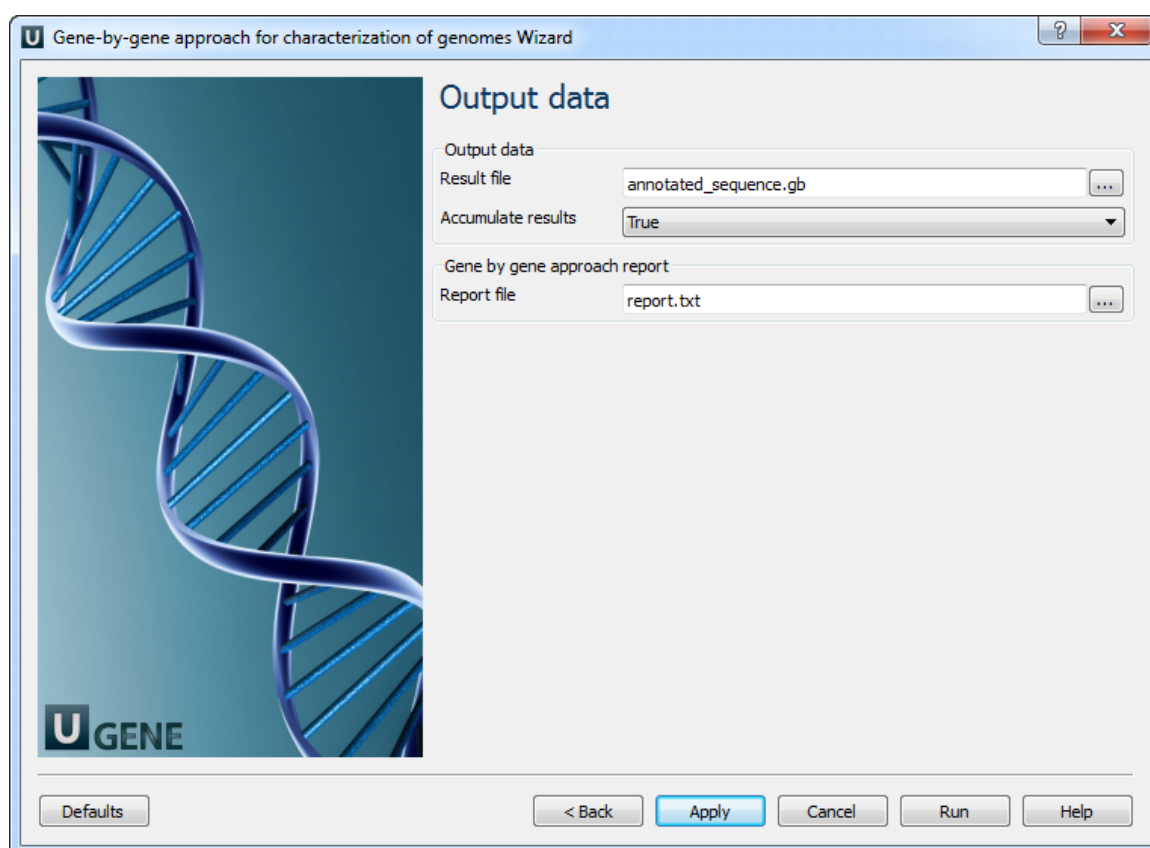 U Gene-by-gene approach for characterization of genomes Wizard ? X
Output data
Output data
Result file annotated_sequence.gb ...
Accumulate results True
Gene by gene approach report
Report file report.txt ...
U GENE
Defaults < Back Apply Cancel Run Help